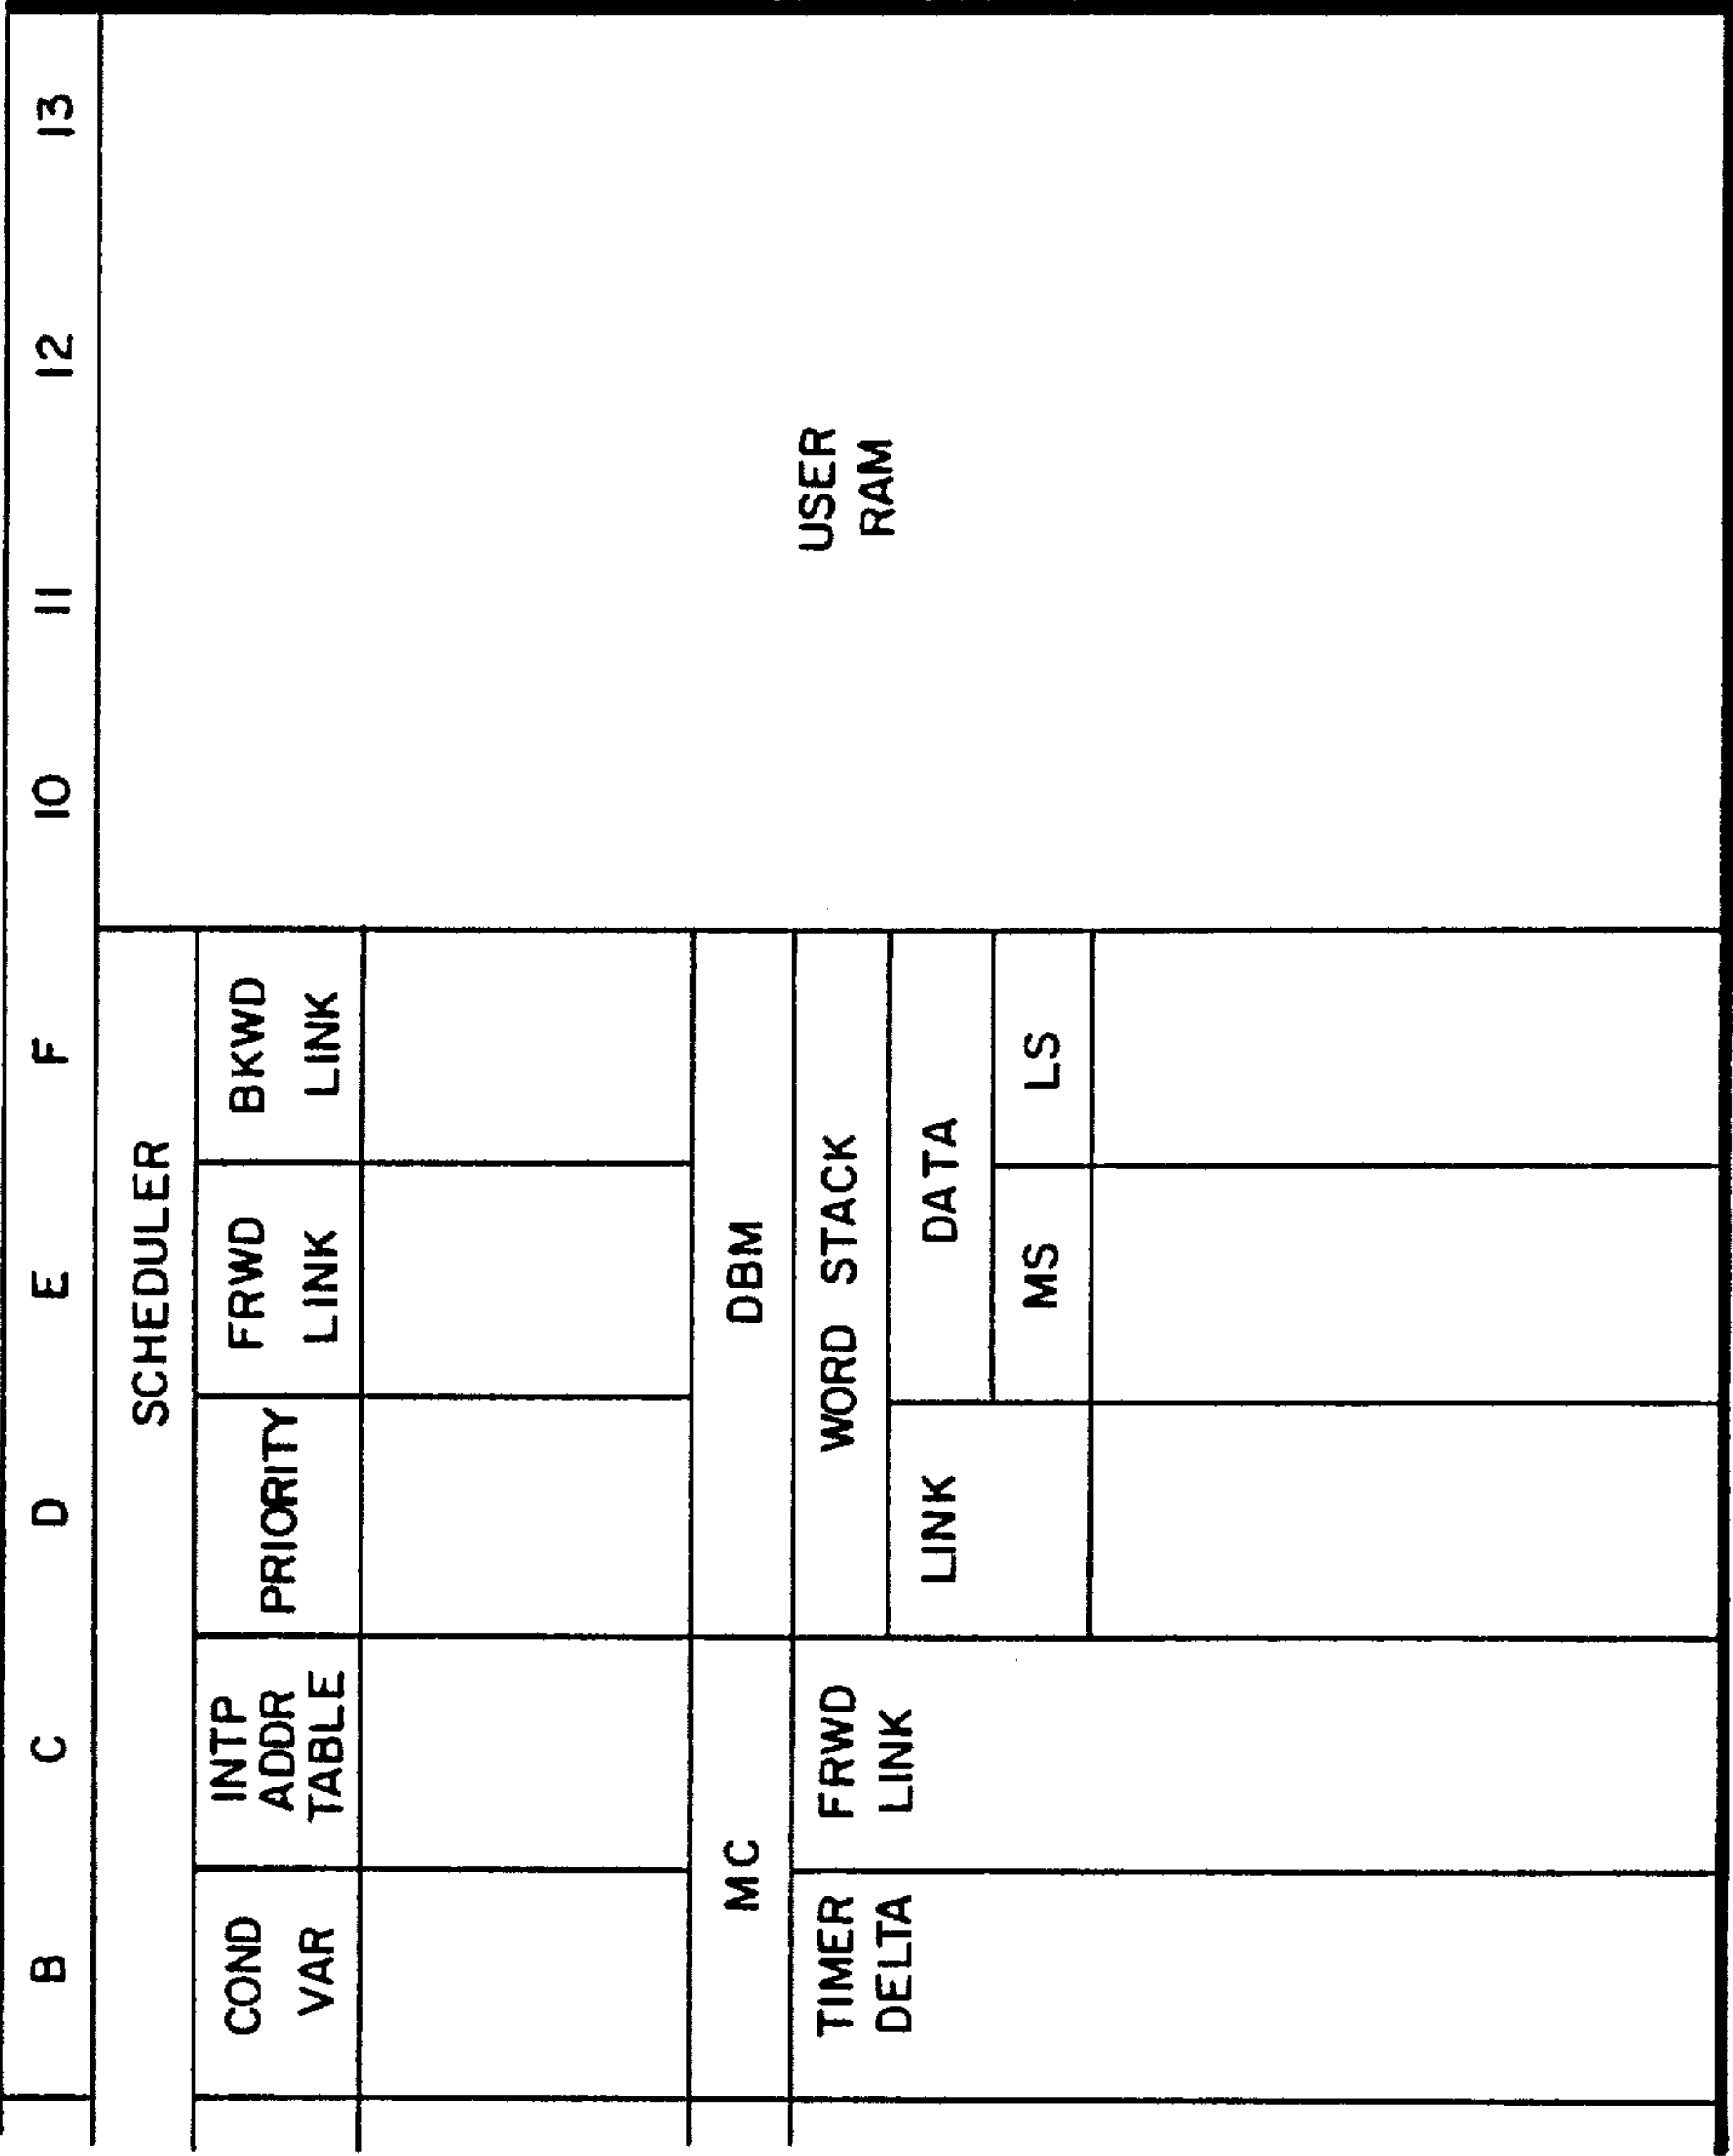 B C D E F 10 11 12 13
SCHEDULER
COND
VAR
INTP
ADDR
TABLE
PRIORITY
FRWD
LINK
BKWD
LINK
MC
DBM
TIMER
DELTA
FRWD
LINK
WORD STACK
LINK
DATA
MS
LS
USER
RAM